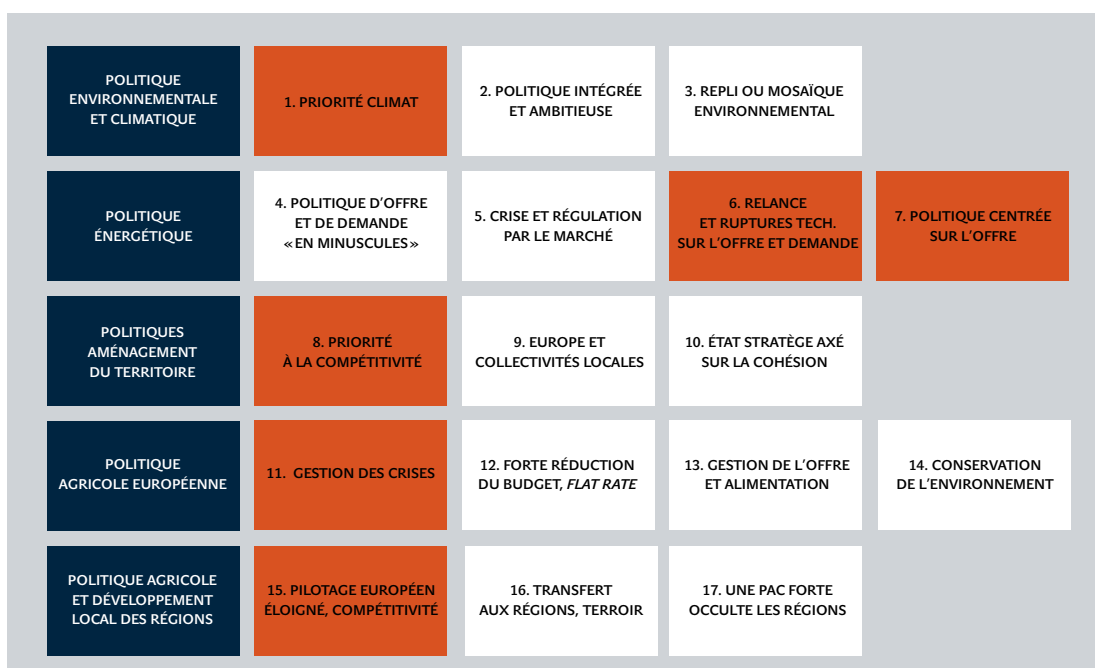 POLITIQUE
ENVIRONNEMENTALE
ET CLIMATIQUE
1. PRIORITÉ CLIMAT
2. POLITIQUE INTÉGRÉE
ET AMBITIEUSE
3. REPLI OU MOSAÏQUE
ENVIRONNEMENTAL
POLITIQUE
ÉNERGÉTIQUE
4. POLITIQUE D'OFFRE
ET DE DEMANDE
«EN MINUSCULES»
5. CRISE ET RÉGULATION
PAR LE MARCHÉ
6. RELANCE
ET RUPTURES TECH.
SUR L'OFFRE ET DEMANDE
7. POLITIQUE CENTRÉE
SUR L'OFFRE
POLITIQUES
AMÉNAGEMENT
DU TERRITOIRE
8. PRIORITÉ
À LA COMPÉTITIVITÉ
9. EUROPE ET
COLLECTIVITÉS LOCALES
10. ÉTAT STRATÈGE AXÉ
SUR LA COHÉSION
POLITIQUE
AGRICOLE EUROPÉENNE
11. GESTION DES CRISES
12. FORTE RÉDUCTION
DU BUDGET, FLAT RATE
13. GESTION DE L'OFFRE
ET ALIMENTATION
14. CONSERVATION
DE L'ENVIRONNEMENT
POLITIQUE AGRICOLE
ET DÉVELOPPEMENT
LOCAL DES RÉGIONS
15. PILOTAGE EUROPÉEN
ÉLOIGNÉ, COMPÉTITIVITÉ
16. TRANSFERT
AUX RÉGIONS, TERROIR
17. UNE PAC FORTE
OCCULTE LES RÉGIONS